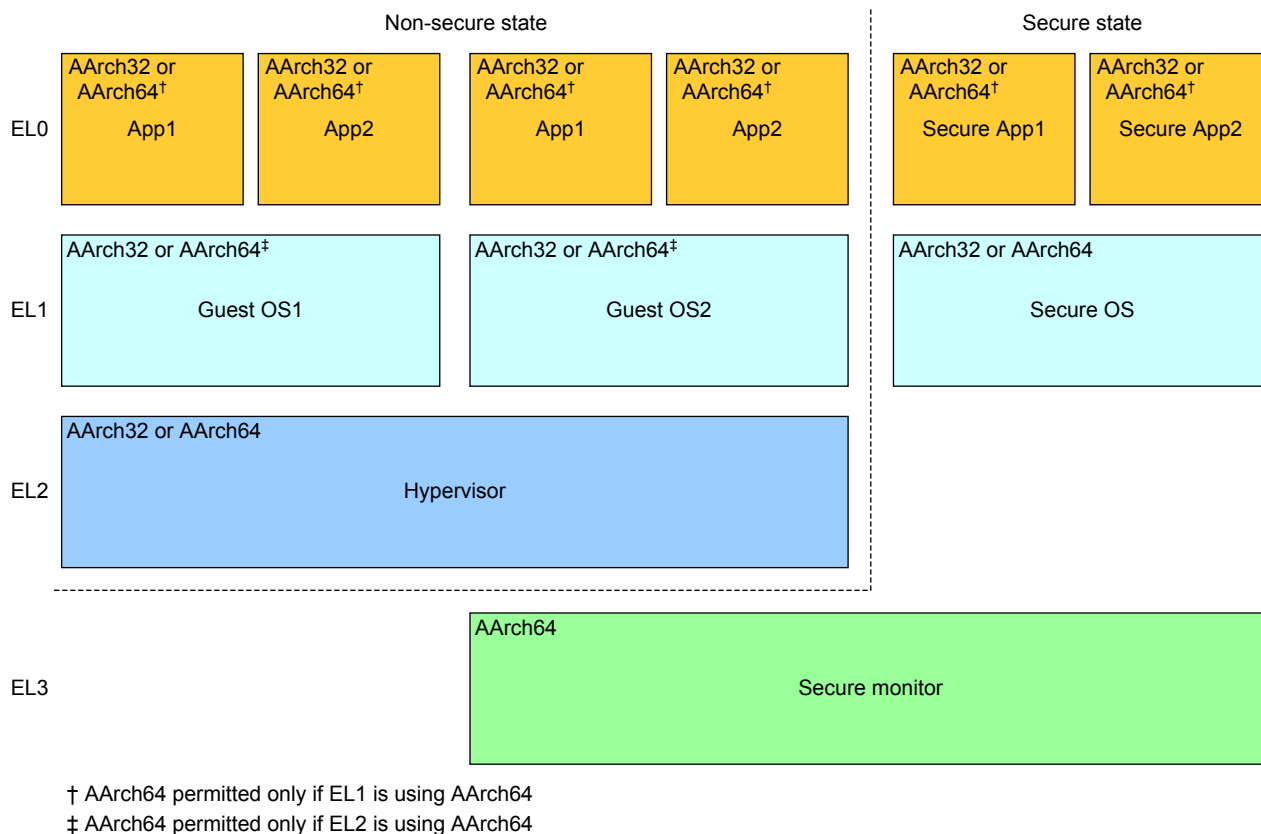 Non-secure state
Secure state
AArch32 or
AArch64†
App1
AArch32 or
AArch64†
App2
AArch32 or
AArch64†
App1
AArch32 or
AArch64†
App2
AArch32 or
AArch64†
Secure App1
AArch32 or
AArch64†
Secure App2
EL0
AArch32 or AArch64‡
Guest OS1
AArch32 or AArch64‡
Guest OS2
AArch32 or AArch64
Secure OS
EL1
AArch32 or AArch64
Hypervisor
EL2
AArch64
Secure monitor
EL3
† AArch64 permitted only if EL1 is using AArch64
‡ AArch64 permitted only if EL2 is using AArch64